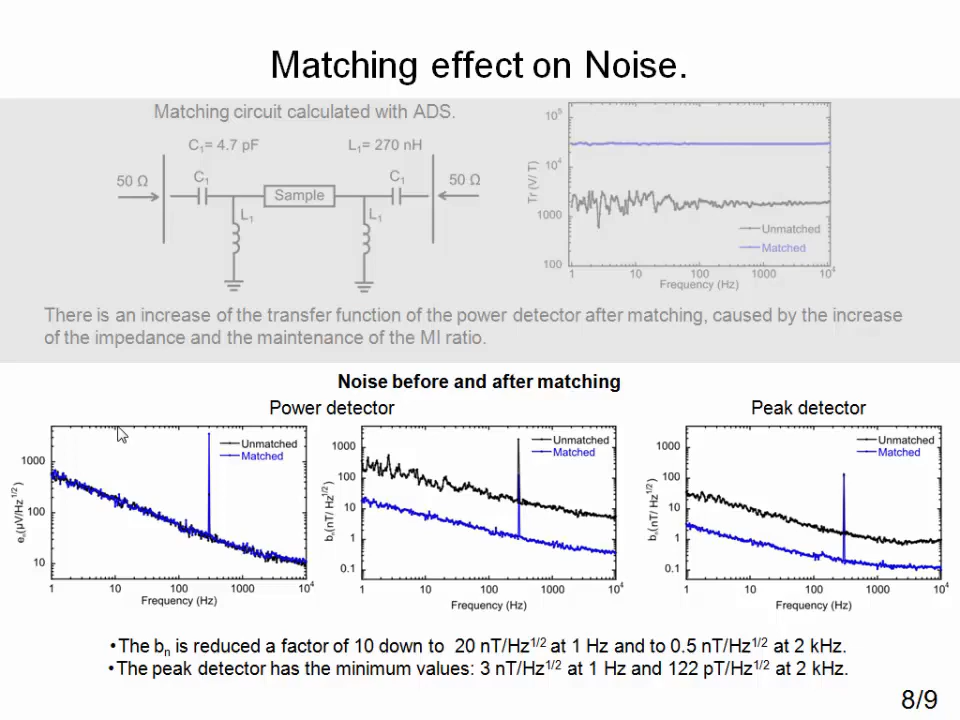 Matching effect on Noise.
Matching circuit calculated with ADS.
C₁= 4.7 pF
L₁= 270 nH
50 Ω
C₁
Sample
C₁
50 Ω
L₁
L₁
Tr (V/ T)
10⁵
10⁴
1000
100
Unmatched
Matched
1 10 100 1000 10⁴
Frequency (Hz)
There is an increase of the transfer function of the power detector after matching, caused by the increase
of the impedance and the maintenance of the MI ratio.
Noise before and after matching
Power detector
Peak detector
eₙ(µV/Hz^1/2)
1000
100
10
Unmatched
Matched
1 10 100 1000 10⁴
Frequency (Hz)
bₙ(nT/ Hz^1/2)
1000
100
10
1
0.1
Unmatched
Matched
1 10 100 1000 10⁴
Frequency (Hz)
bₙ(nT/ Hz^1/2)
1000
100
10
1
0.1
Unmatched
Matched
1 10 100 1000 10⁴
Frequency (Hz)
•The bₙ is reduced a factor of 10 down to 20 nT/Hz^1/2 at 1 Hz and to 0.5 nT/Hz^1/2 at 2 kHz.
•The peak detector has the minimum values: 3 nT/Hz^1/2 at 1 Hz and 122 pT/Hz^1/2 at 2 kHz.
8/9